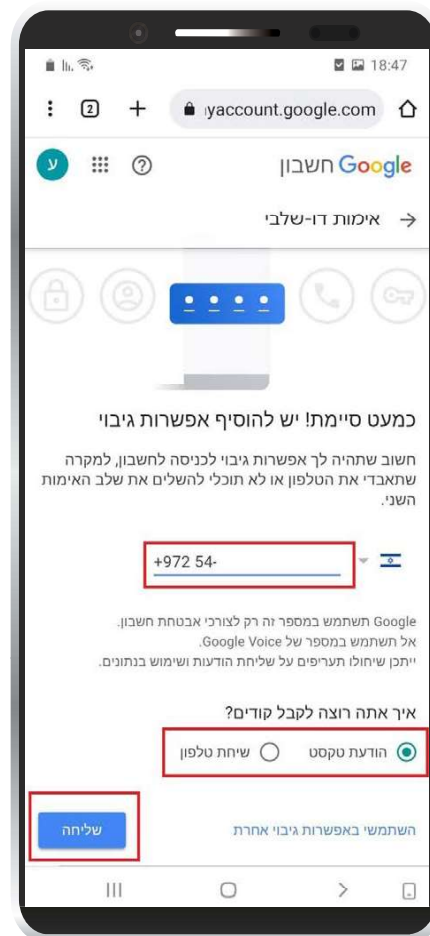 18:47
2
yaccount.google.com
ע
חשבון Google
אימות דו-שלבי
כמעט סיימת! יש להוסיף אפשרות גיבוי
חשוב שתהיה לך אפשרות גיבוי לכניסה לחשבון, למקרה
שתאבדי את הטלפון או לא תוכלי להשלים את שלב האימות
השני.
+972 54-
Google תשתמש במספר זה רק לצורכי אבטחת חשבון.
אל תשתמש במספר של Google Voice.
ייתכן שיחולו תעריפים על שליחת הודעות ושימוש בנתונים.
איך אתה רוצה לקבל קודים?
הודעת טקסט
שיחת טלפון
השתמשי באפשרות גיבוי אחרת
שליחה